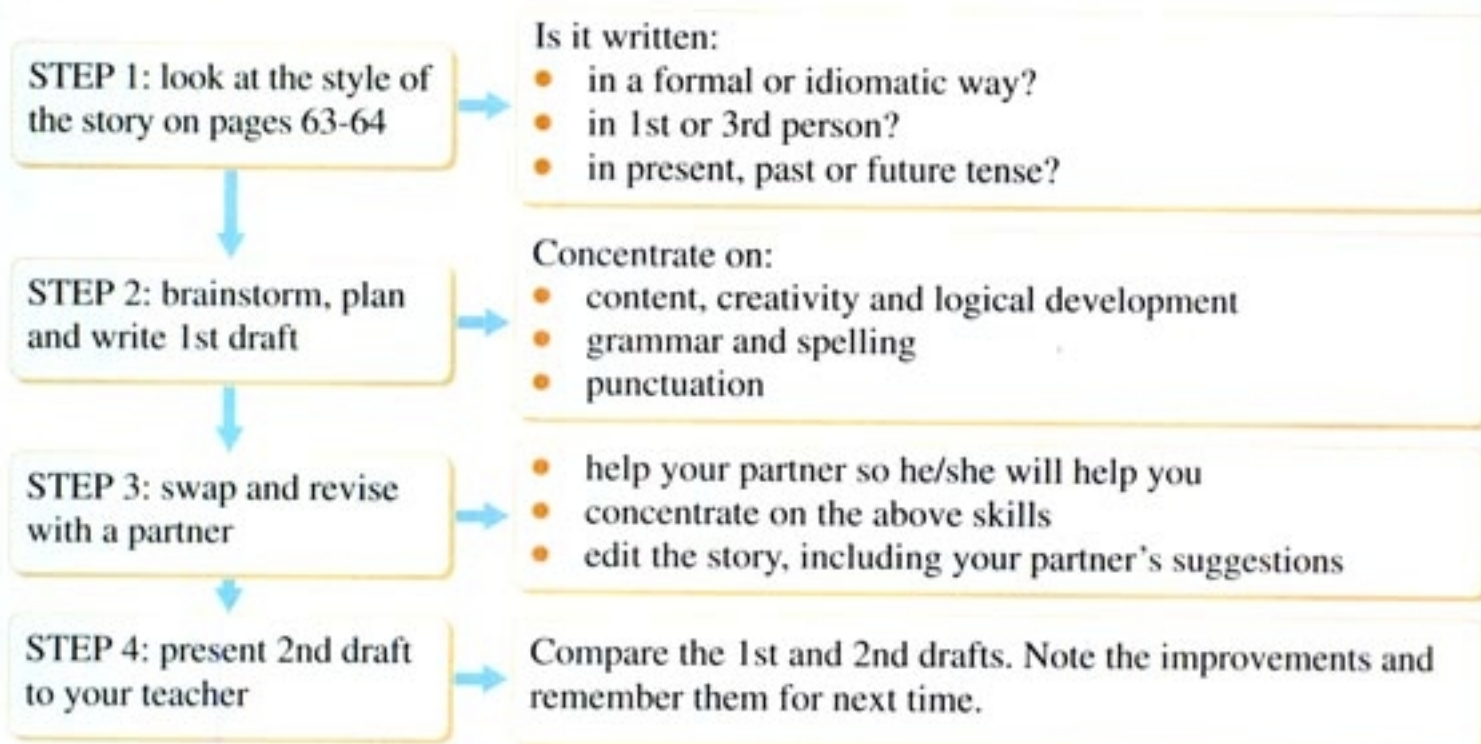 STEP 1: look at the style of
the story on pages 63-64
Is it written:
• in a formal or idiomatic way?
• in 1st or 3rd person?
• in present, past or future tense?
STEP 2: brainstorm, plan
and write 1st draft
Concentrate on:
• content, creativity and logical development
• grammar and spelling
• punctuation
STEP 3: swap and revise
with a partner
• help your partner so he/she will help you
• concentrate on the above skills
• edit the story, including your partner's suggestions
STEP 4: present 2nd draft
to your teacher
Compare the 1st and 2nd drafts. Note the improvements and
remember them for next time.